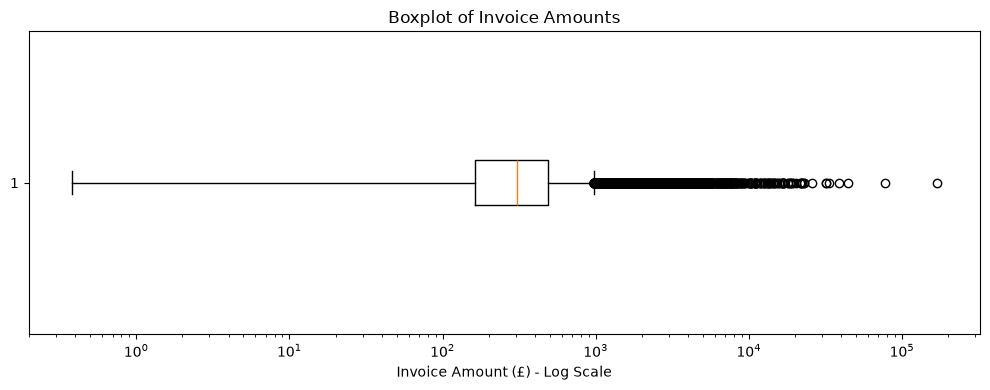 Boxplot of Invoice Amounts
1
10⁰ 10¹ 10² 10³ 10⁴ 10⁵
Invoice Amount (£) - Log Scale